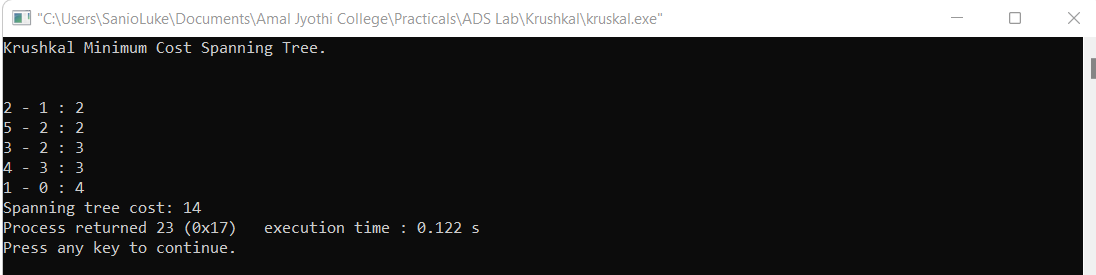 "C:\Users\SanioLuke\Documents\Amal Jyothi College\Practicals\ADS Lab\Krushkal\kruskal.exe"
Krushkal Minimum Cost Spanning Tree.
2 - 1 : 2
5 - 2 : 2
3 - 2 : 3
4 - 3 : 3
1 - 0 : 4
Spanning tree cost: 14
Process returned 23 (0x17)   execution time : 0.122 s
Press any key to continue.